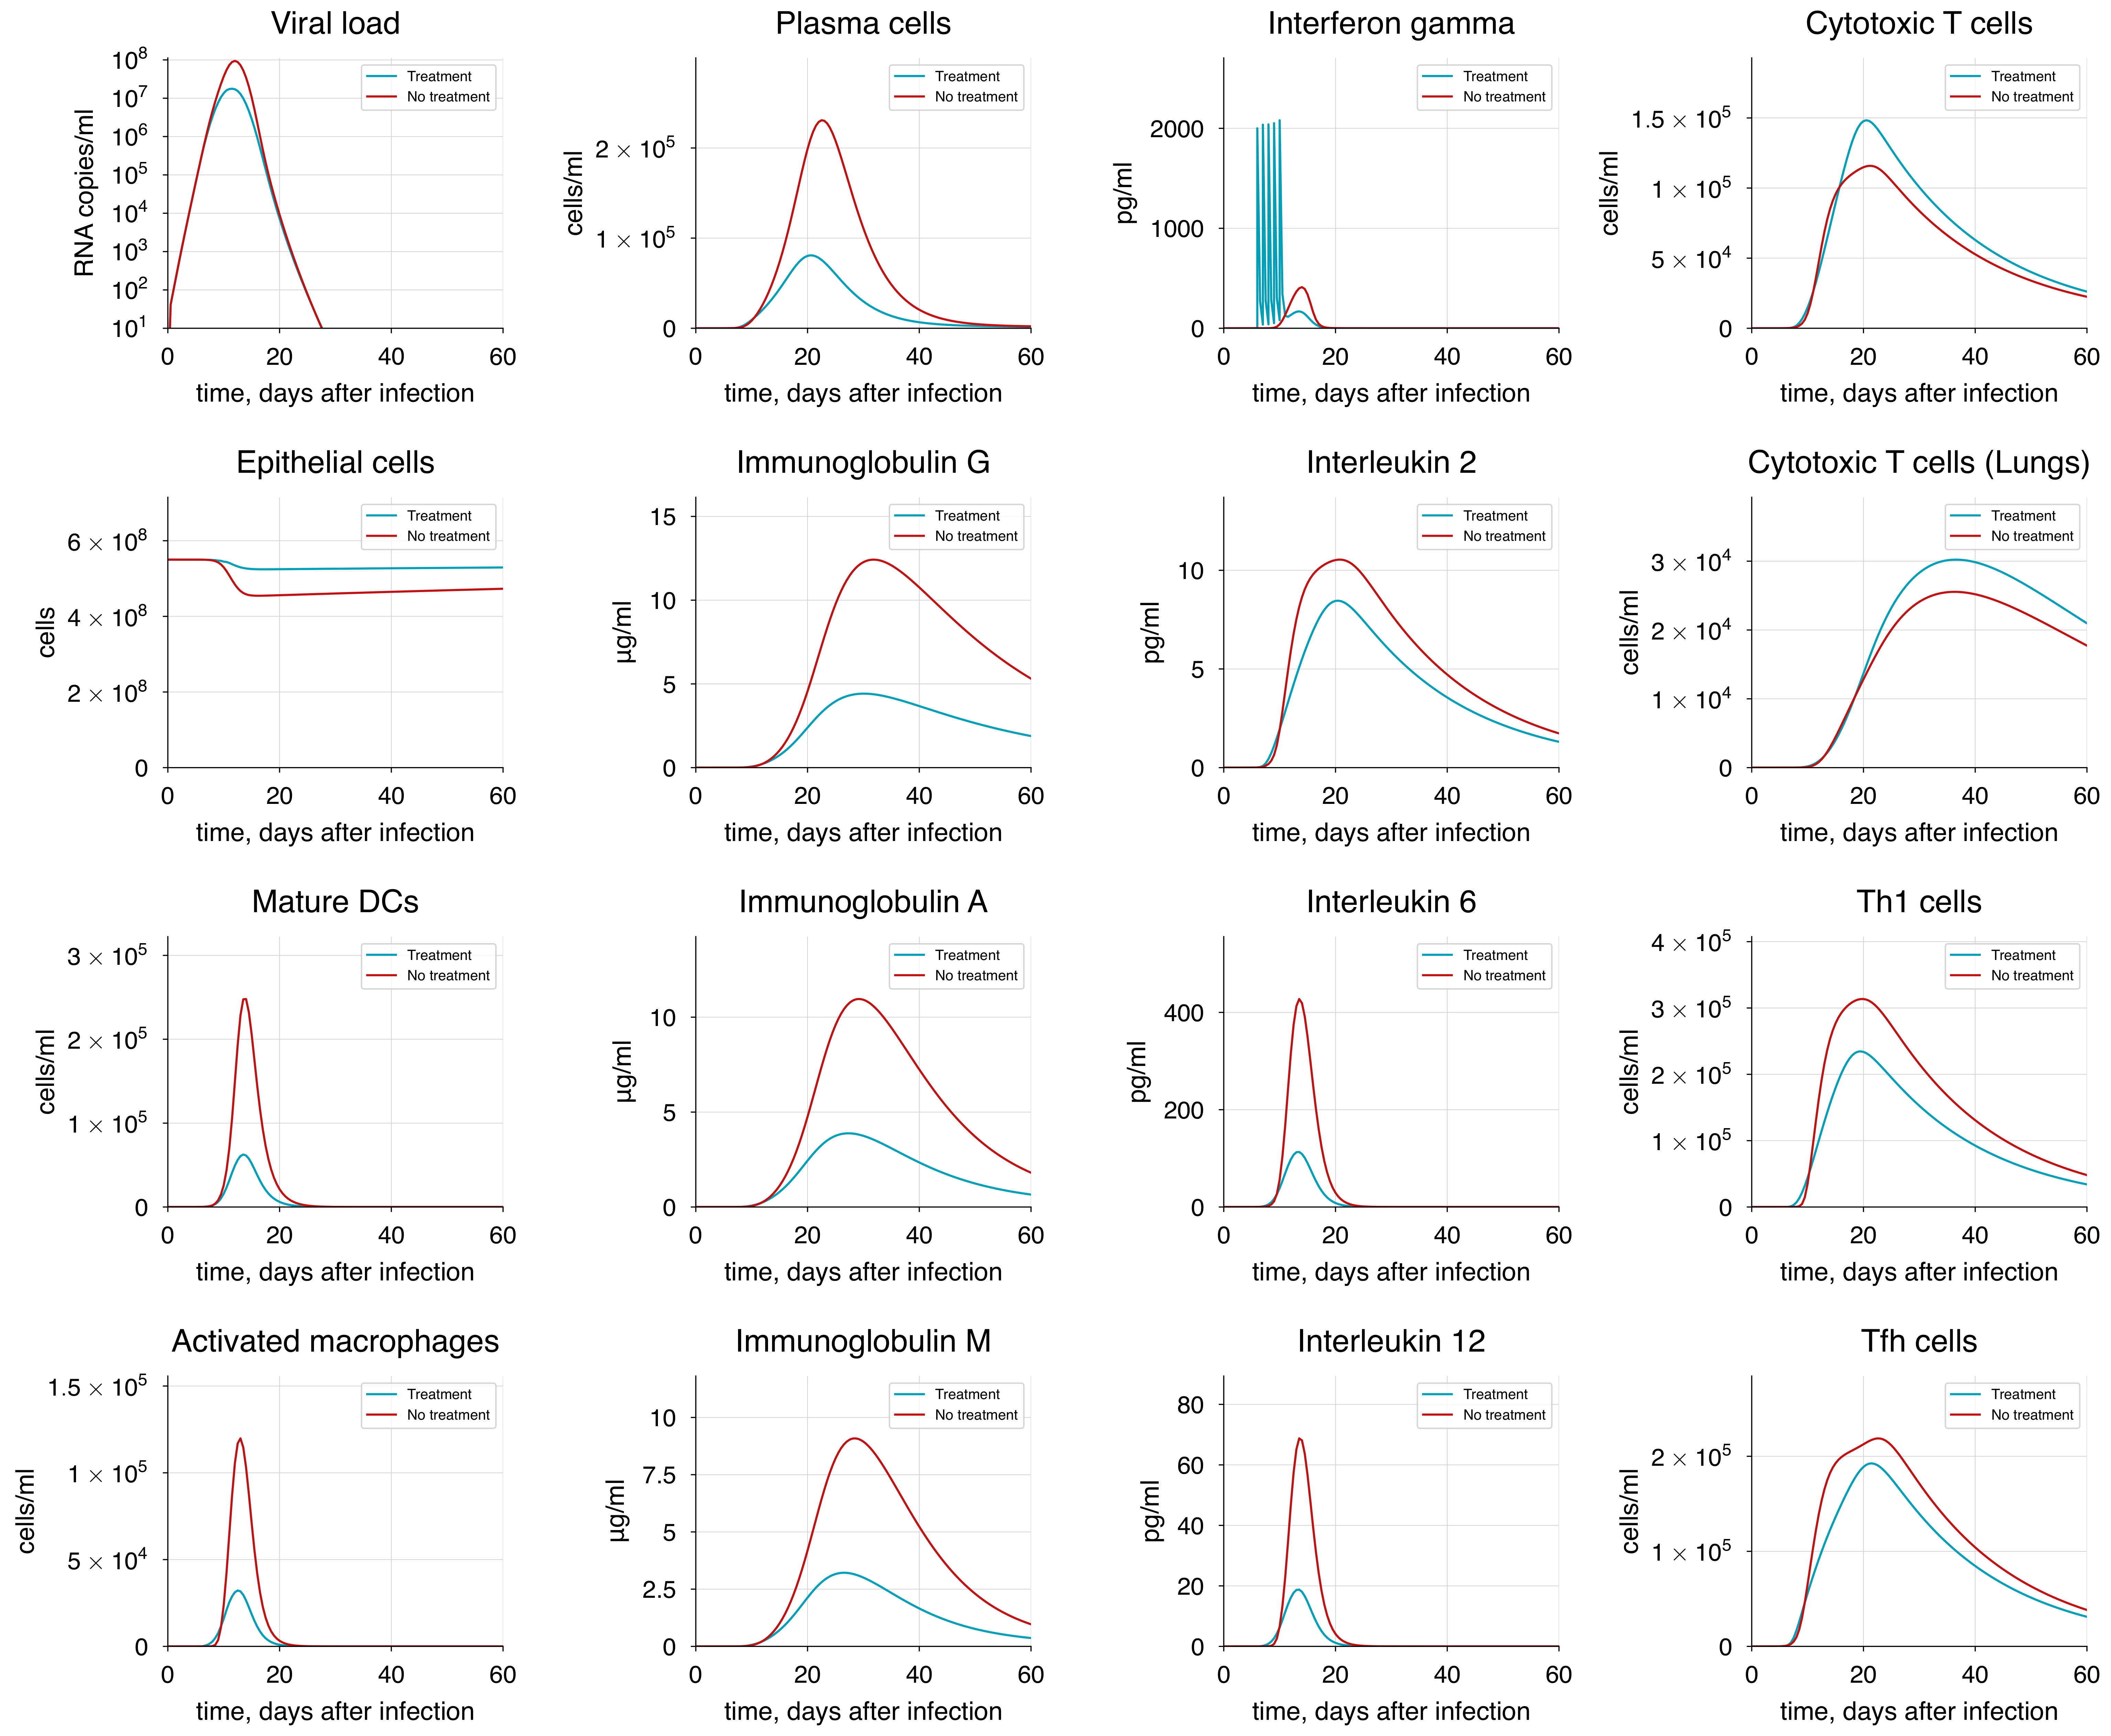 Viral load
RNA copies/ml
10⁸
10⁷
10⁶
10⁵
10⁴
10³
10²
10¹
0 20 40 60
time, days after infection
Treatment
No treatment
Plasma cells
cells/ml
2 × 10⁵
1 × 10⁵
0
0 20 40 60
time, days after infection
Treatment
No treatment
Interferon gamma
pg/ml
2000
1000
0
0 20 40 60
time, days after infection
Treatment
No treatment
Cytotoxic T cells
cells/ml
1.5 × 10⁵
1 × 10⁵
5 × 10⁴
0
0 20 40 60
time, days after infection
Treatment
No treatment
Epithelial cells
cells
6 × 10⁸
4 × 10⁸
2 × 10⁸
0
0 20 40 60
time, days after infection
Treatment
No treatment
Immunoglobulin G
µg/ml
15
10
5
0
0 20 40 60
time, days after infection
Treatment
No treatment
Interleukin 2
pg/ml
10
5
0
0 20 40 60
time, days after infection
Treatment
No treatment
Cytotoxic T cells (Lungs)
cells/ml
3 × 10⁴
2 × 10⁴
1 × 10⁴
0
0 20 40 60
time, days after infection
Treatment
No treatment
Mature DCs
cells/ml
3 × 10⁵
2 × 10⁵
1 × 10⁵
0
0 20 40 60
time, days after infection
Treatment
No treatment
Immunoglobulin A
µg/ml
10
5
0
0 20 40 60
time, days after infection
Treatment
No treatment
Interleukin 6
pg/ml
400
200
0
0 20 40 60
time, days after infection
Treatment
No treatment
Th1 cells
cells/ml
4 × 10⁵
3 × 10⁵
2 × 10⁵
1 × 10⁵
0
0 20 40 60
time, days after infection
Treatment
No treatment
Activated macrophages
cells/ml
1.5 × 10⁵
1 × 10⁵
5 × 10⁴
0
0 20 40 60
time, days after infection
Treatment
No treatment
Immunoglobulin M
µg/ml
10
7.5
5
2.5
0
0 20 40 60
time, days after infection
Treatment
No treatment
Interleukin 12
pg/ml
80
60
40
20
0
0 20 40 60
time, days after infection
Treatment
No treatment
Tfh cells
cells/ml
2 × 10⁵
1 × 10⁵
0
0 20 40 60
time, days after infection
Treatment
No treatment